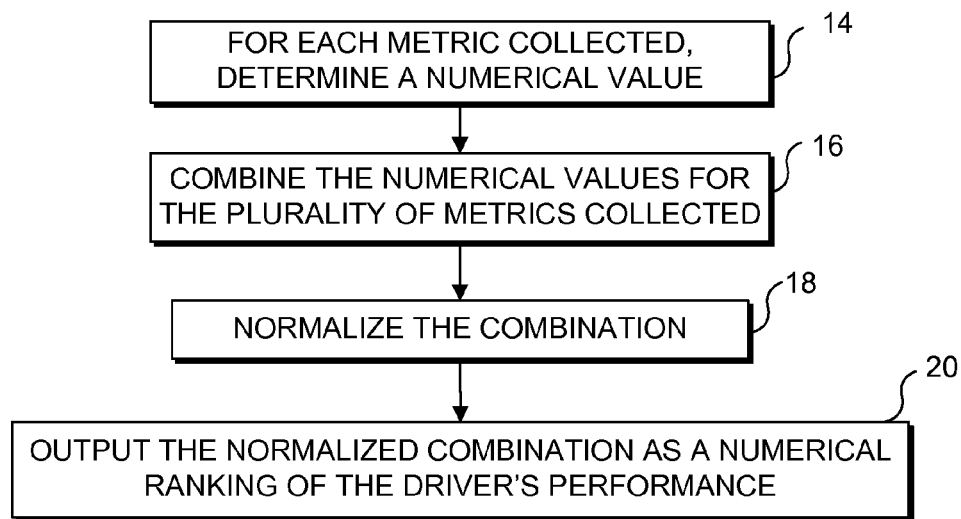 FOR EACH METRIC COLLECTED,
DETERMINE A NUMERICAL VALUE
14
COMBINE THE NUMERICAL VALUES FOR
THE PLURALITY OF METRICS COLLECTED
16
NORMALIZE THE COMBINATION
18
OUTPUT THE NORMALIZED COMBINATION AS A NUMERICAL
RANKING OF THE DRIVER'S PERFORMANCE
20